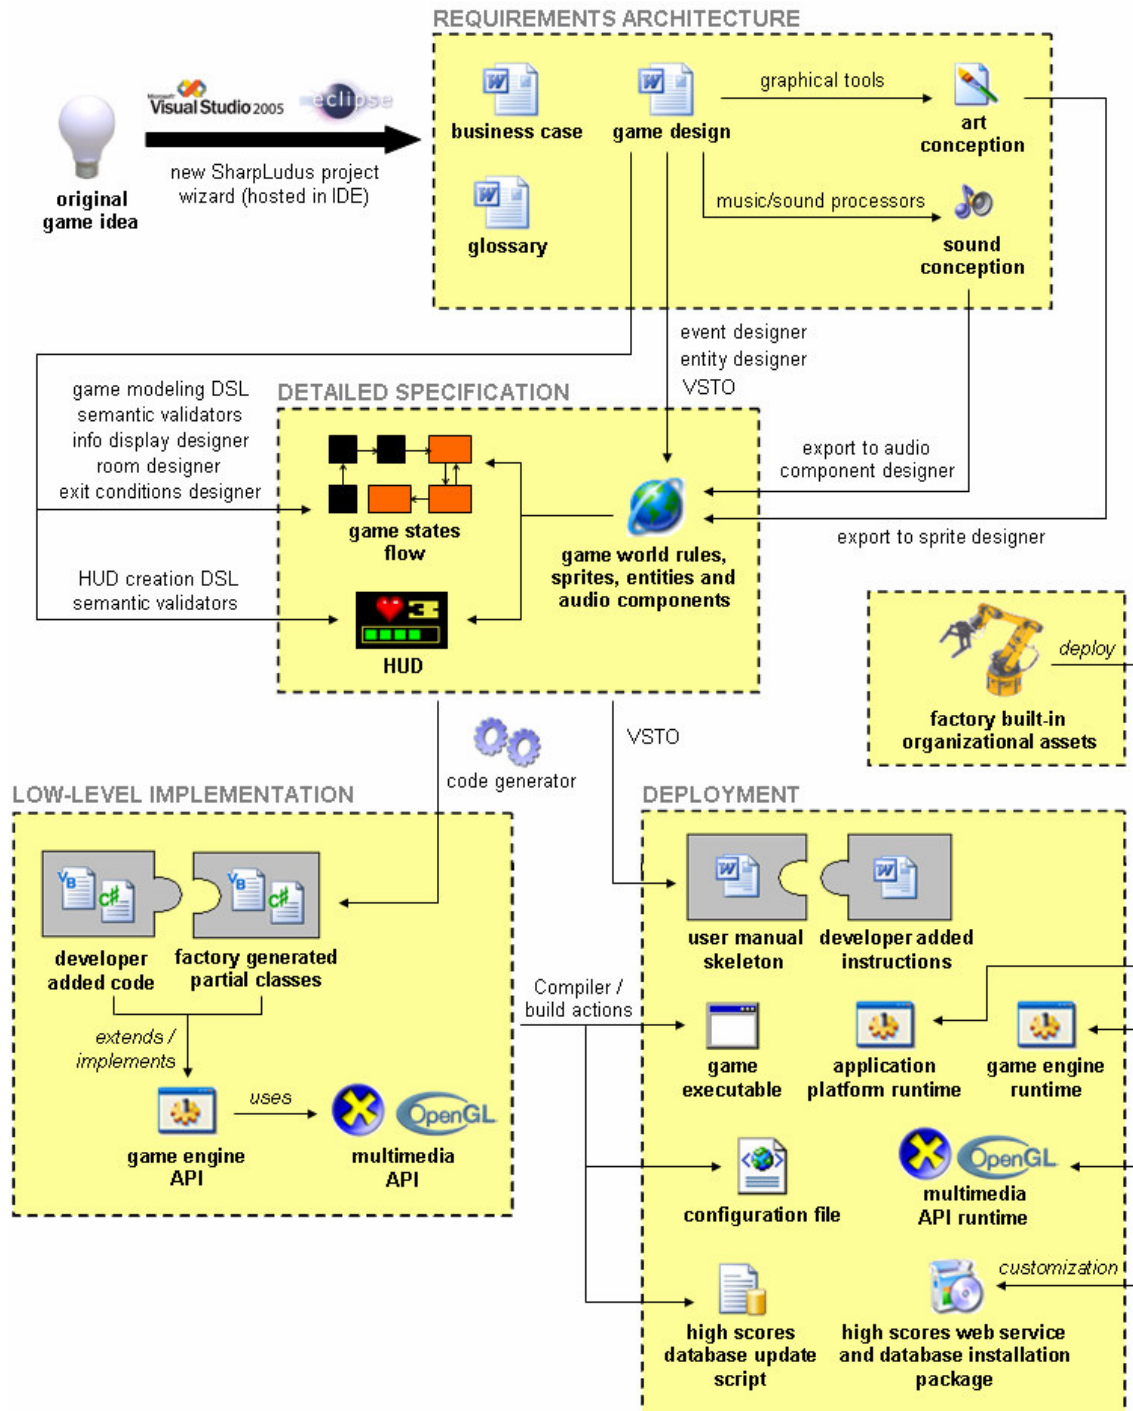 REQUIREMENTS ARCHITECTURE
Microsoft
Visual Studio 2005
eclipse
new SharpLudus project
wizard (hosted in IDE)
original
game idea
business case
game design
graphical tools
art
conception
glossary
music/sound processors
sound
conception
event designer
entity designer
VSTO
game modeling DSL
semantic validators
info display designer
room designer
exit conditions designer
HUD creation DSL
semantic validators
DETAILED SPECIFICATION
game states
flow
HUD
game world rules,
sprites, entities and
audio components
export to audio
component designer
export to sprite designer
deploy
factory built-in
organizational assets
code generator
VSTO
LOW-LEVEL IMPLEMENTATION
VB
C#
VB
C#
developer
added code
factory generated
partial classes
extends /
implements
game engine
API
uses
OpenGL
multimedia
API
Compiler /
build actions
DEPLOYMENT
user manual
skeleton
developer added
instructions
game
executable
application
platform runtime
game engine
runtime
configuration file
OpenGL
multimedia
API runtime
customization
high scores
database update
script
high scores web service
and database installation
package